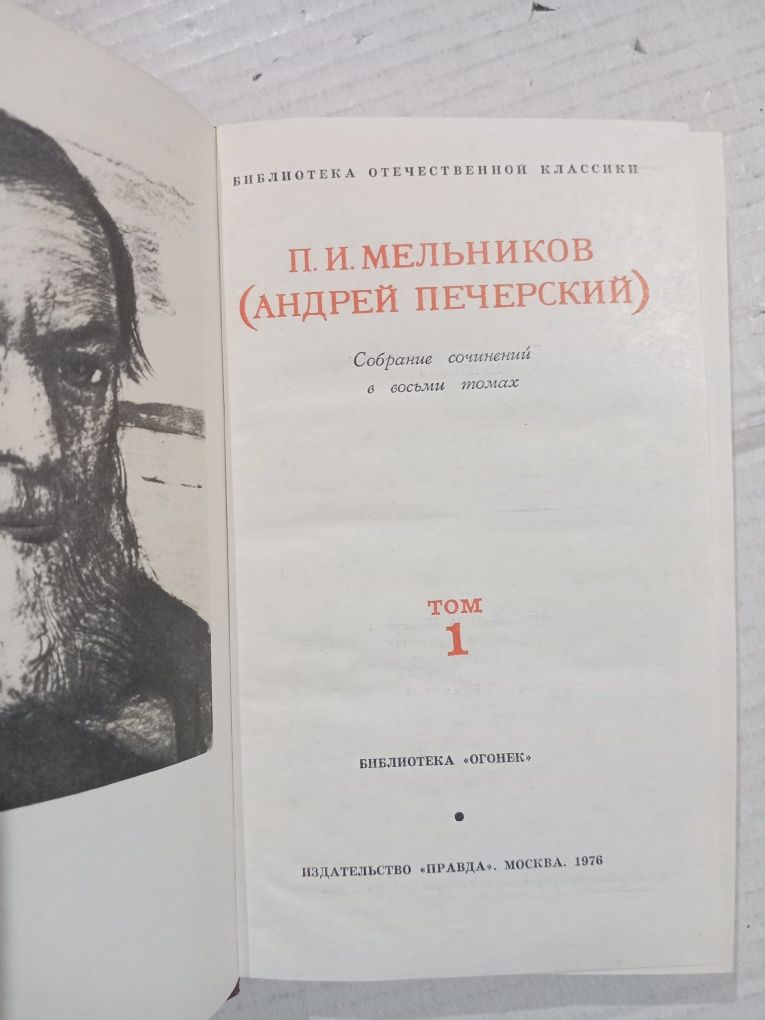 БИБЛИОТЕКА ОТЕЧЕСТВЕННОЙ КЛАССИКИ
П. И. МЕЛЬНИКОВ
(АНДРЕЙ ПЕЧЕРСКИЙ)
Собрание сочинений
в восьми томах
ТОМ
1
БИБЛИОТЕКА «ОГОНЕК»
ИЗДАТЕЛЬСТВО «ПРАВДА». МОСКВА. 1976